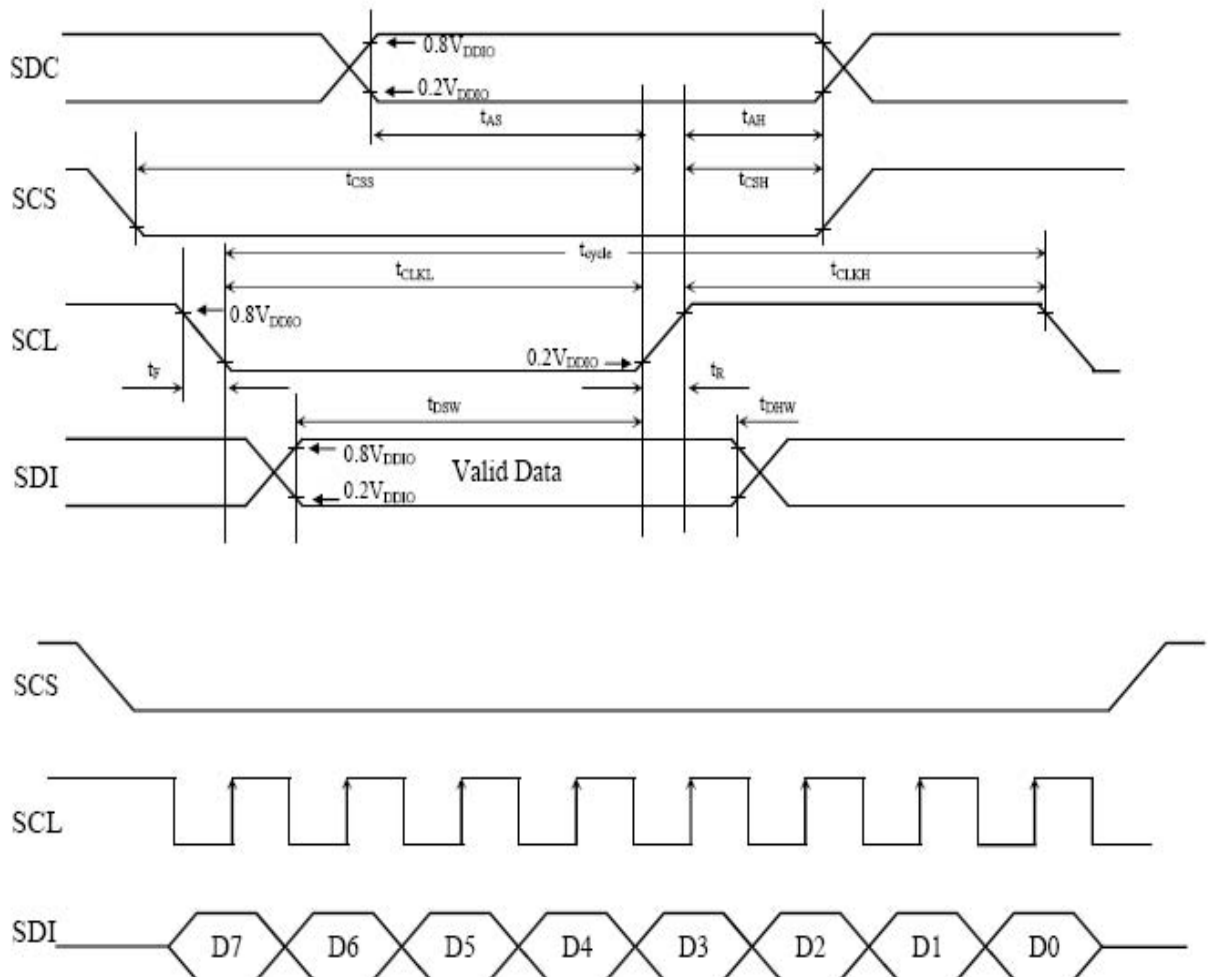 SDC
0.8VDDIO
0.2VDDIO
tAS
tAH
SCS
tCSS
tCSH
tcycle
tCLKL
tCLKH
SCL
0.8VDDIO
0.2VDDIO
tF
tR
tDSW
tDHW
SDI
0.8VDDIO
Valid Data
0.2VDDIO
SCS
SCL
SDI
D7 D6 D5 D4 D3 D2 D1 D0